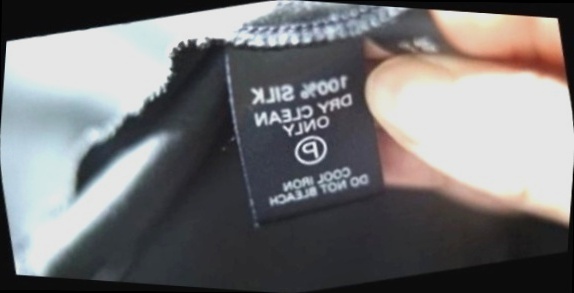 100% SILK
DRY CLEAN
ONLY
P
COOL IRON
DO NOT BLEACH